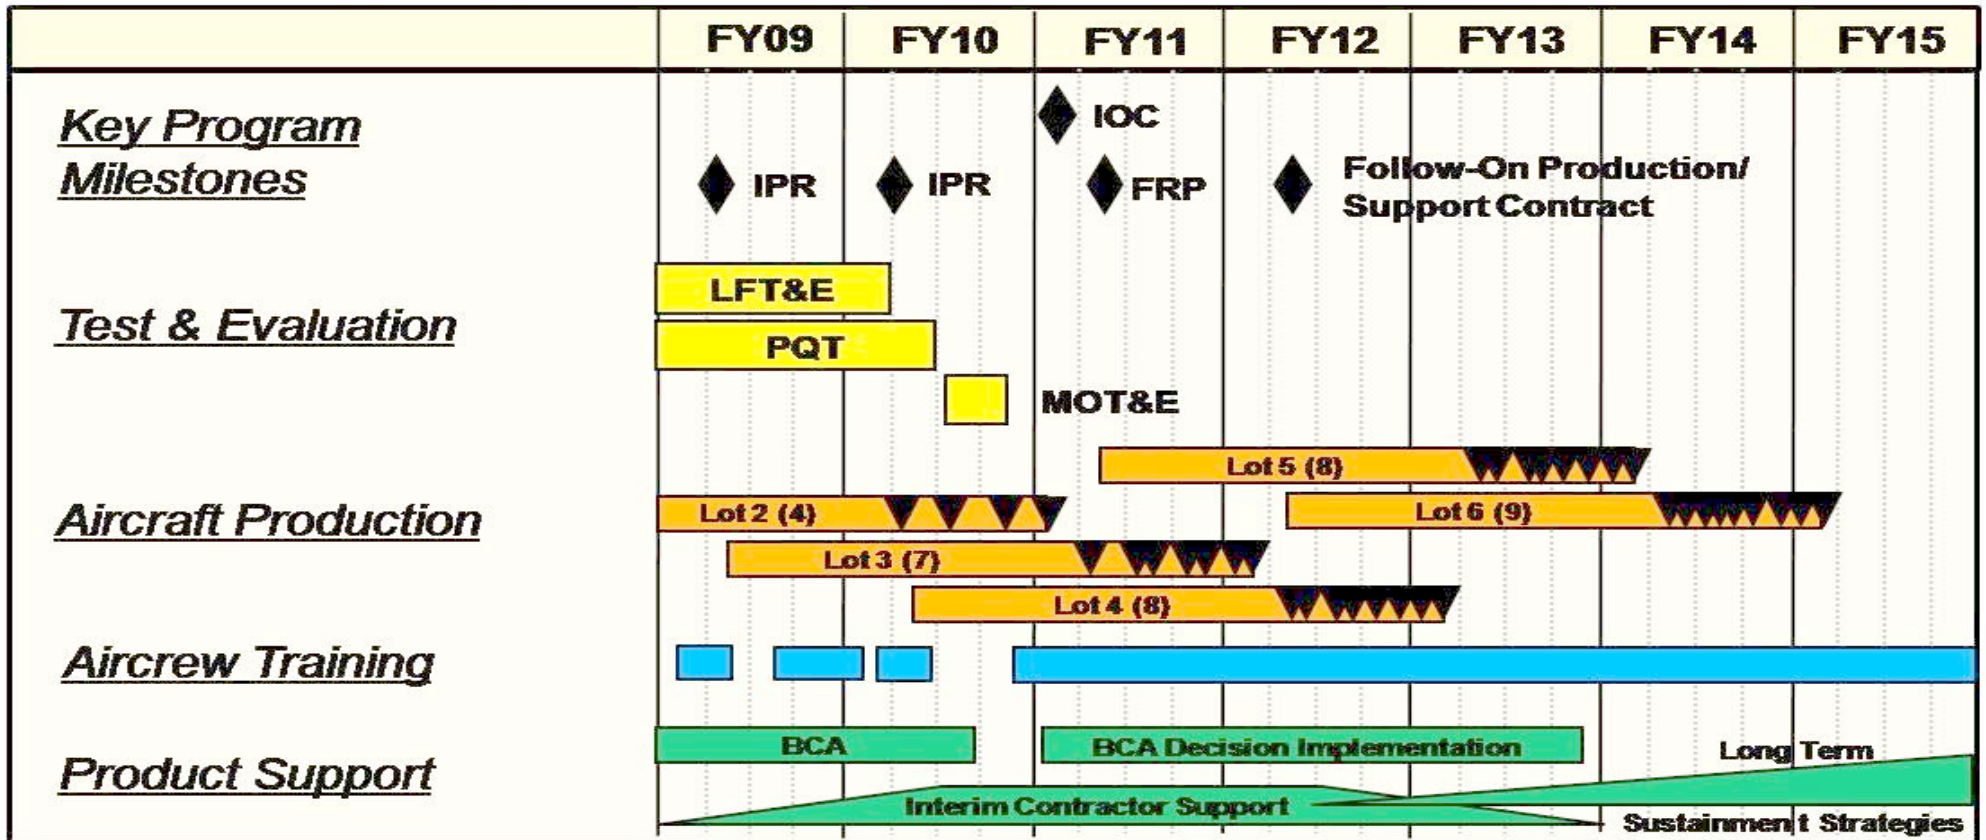 FY09 FY10 FY11 FY12 FY13 FY14 FY15
Key Program
Milestones
IOC
IPR IPR FRP
Follow-On Production/
Support Contract
Test & Evaluation
LFT&E
PQT
MOT&E
Aircraft Production
Lot 5 (8)
Lot 2 (4)
Lot 6 (9)
Lot 3 (7)
Lot 4 (8)
Aircrew Training
Product Support
BCA
BCA Decision Implementation
Long Term
Interim Contractor Support
Sustainment Strategies